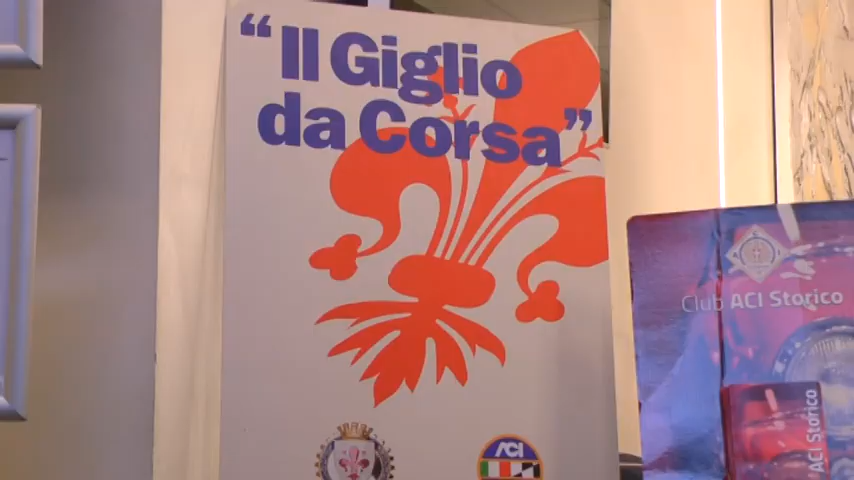 “Il Giglio
da Corsa”
Club ACI Storico
ACI
ACI Storico